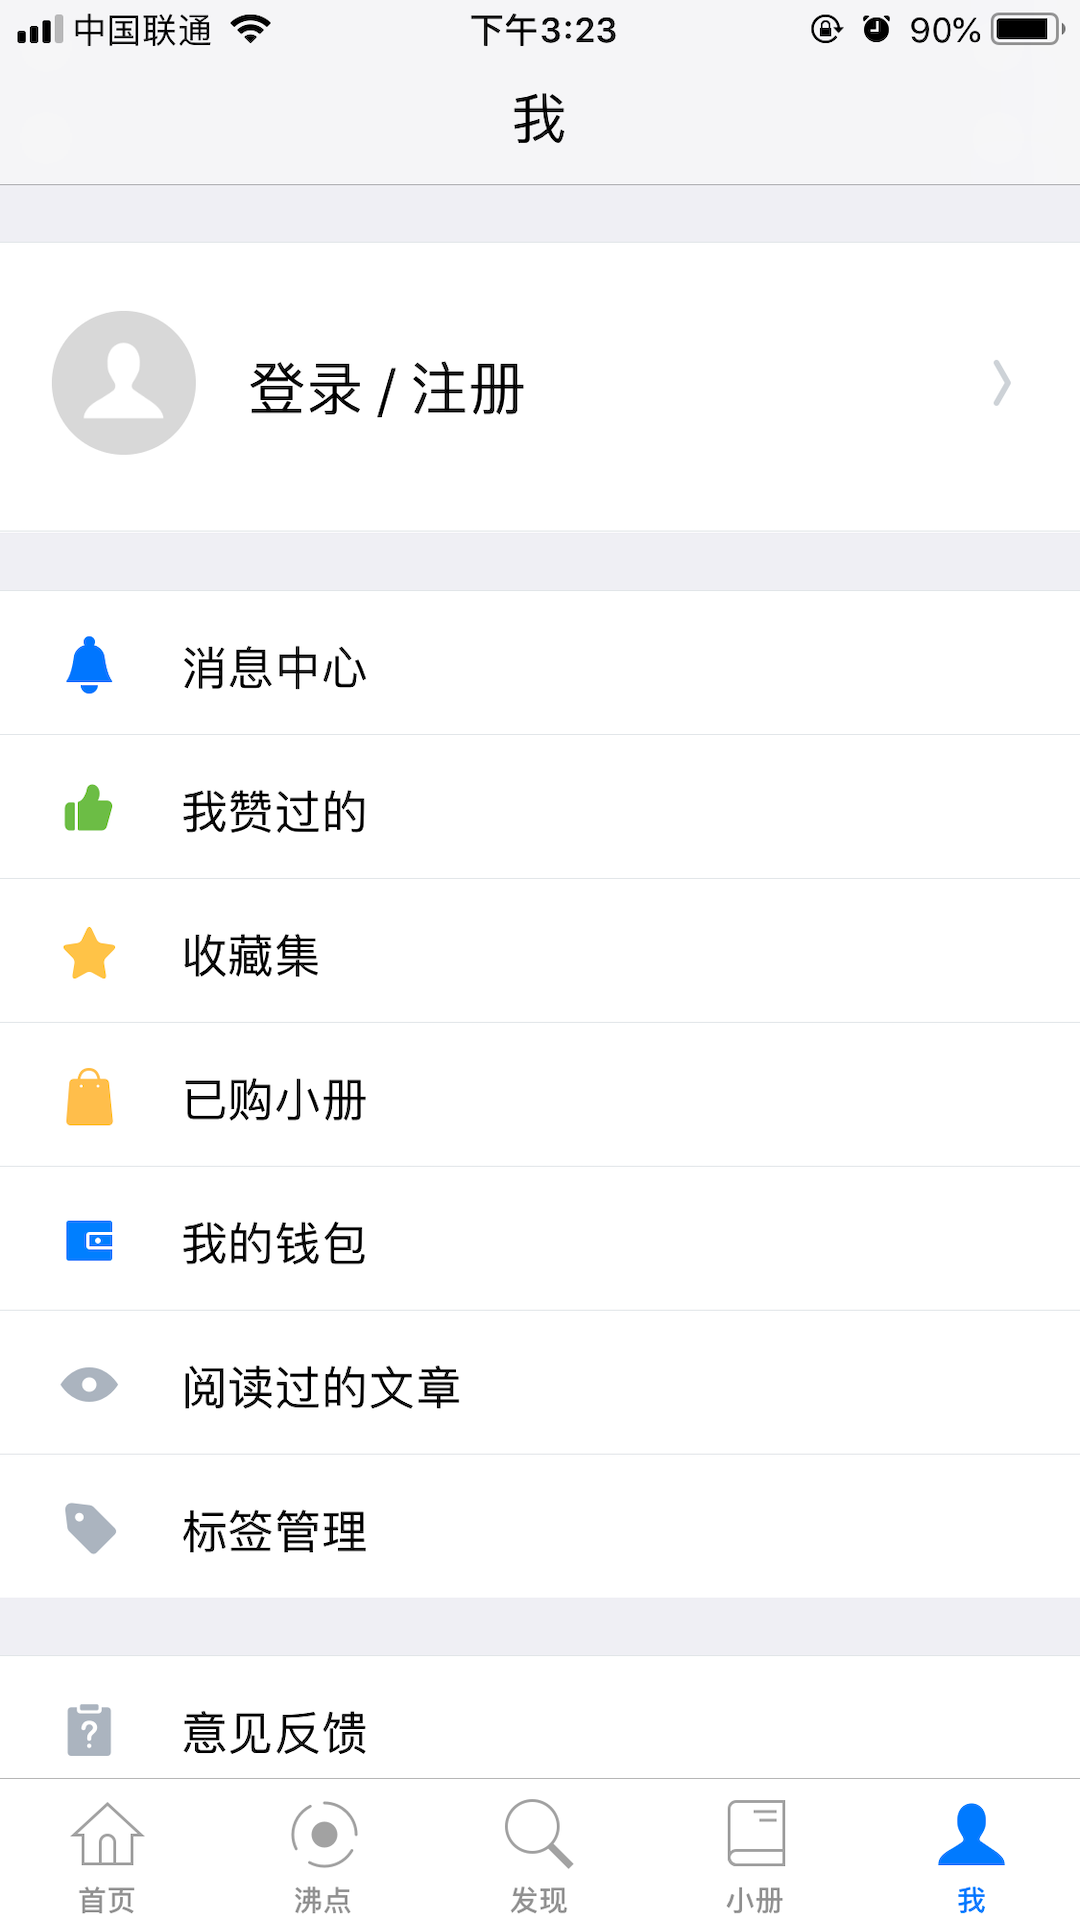 中国联通 下午3:23 90%
我
登录 / 注册
消息中心
我赞过的
收藏集
已购小册
我的钱包
阅读过的文章
标签管理
意见反馈
首页 沸点 发现 小册 我